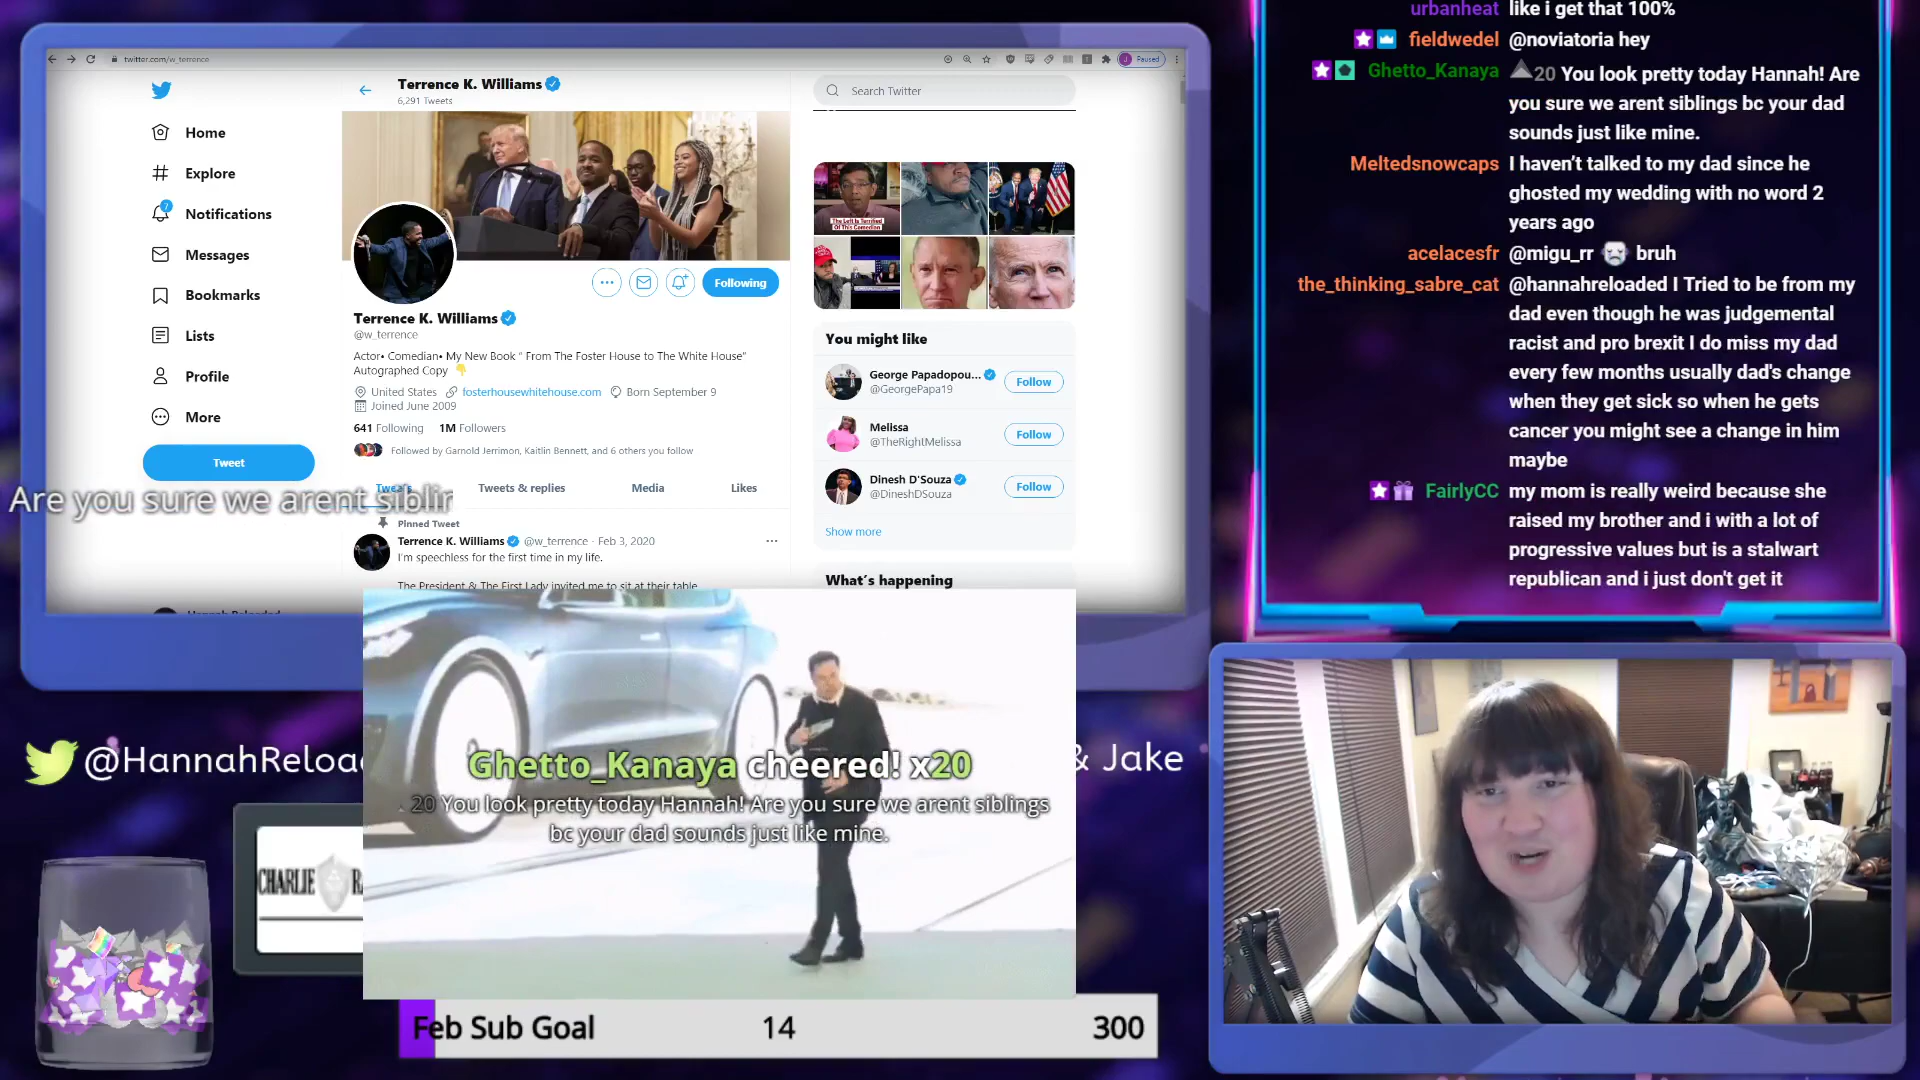 twitter.com/w_terrence
Paused
Terrence K. Williams
6,291 Tweets
Search Twitter
Home
Explore
7
Notifications
Messages
Bookmarks
Lists
Profile
More
Tweet
Following
Terrence K. Williams
@w_terrence
Actor• Comedian• My New Book “ From The Foster House to The White House”
Autographed Copy
United States fosterhousewhitehouse.com Born September 9
Joined June 2009
641 Following 1M Followers
Followed by Garnold Jerrimon, Kaitlin Bennett, and 6 others you follow
Tweets Tweets & replies Media Likes
Are you sure we arent siblin
Pinned Tweet
Terrence K. Williams @w_terrence · Feb 3, 2020
I'm speechless for the first time in my life.
The President & The First Lady invited me to sit at their table
The Left Is Terrified
Of This Comedian
You might like
George Papadopou...
@GeorgePapa19
Follow
Melissa
@TheRightMelissa
Follow
Dinesh D'Souza
@DineshDSouza
Follow
Show more
What's happening
urbanheat like i get that 100%
fieldwedel @noviatoria hey
Ghetto_Kanaya 20 You look pretty today Hannah! Are
you sure we arent siblings bc your dad
sounds just like mine.
Meltedsnowcaps I haven't talked to my dad since he
ghosted my wedding with no word 2
years ago
acelacesfr @migu_rr bruh
the_thinking_sabre_cat @hannahreloaded I Tried to be from my
dad even though he was judgemental
racist and pro brexit I do miss my dad
every few months usually dad's change
when they get sick so when he gets
cancer you might see a change in him
maybe
FairlyCC my mom is really weird because she
raised my brother and i with a lot of
progressive values but is a stalwart
republican and i just don't get it
@HannahReloa
& Jake
Ghetto_Kanaya cheered! x20
20 You look pretty today Hannah! Are you sure we arent siblings
bc your dad sounds just like mine.
CHARLIE
Feb Sub Goal 14 300